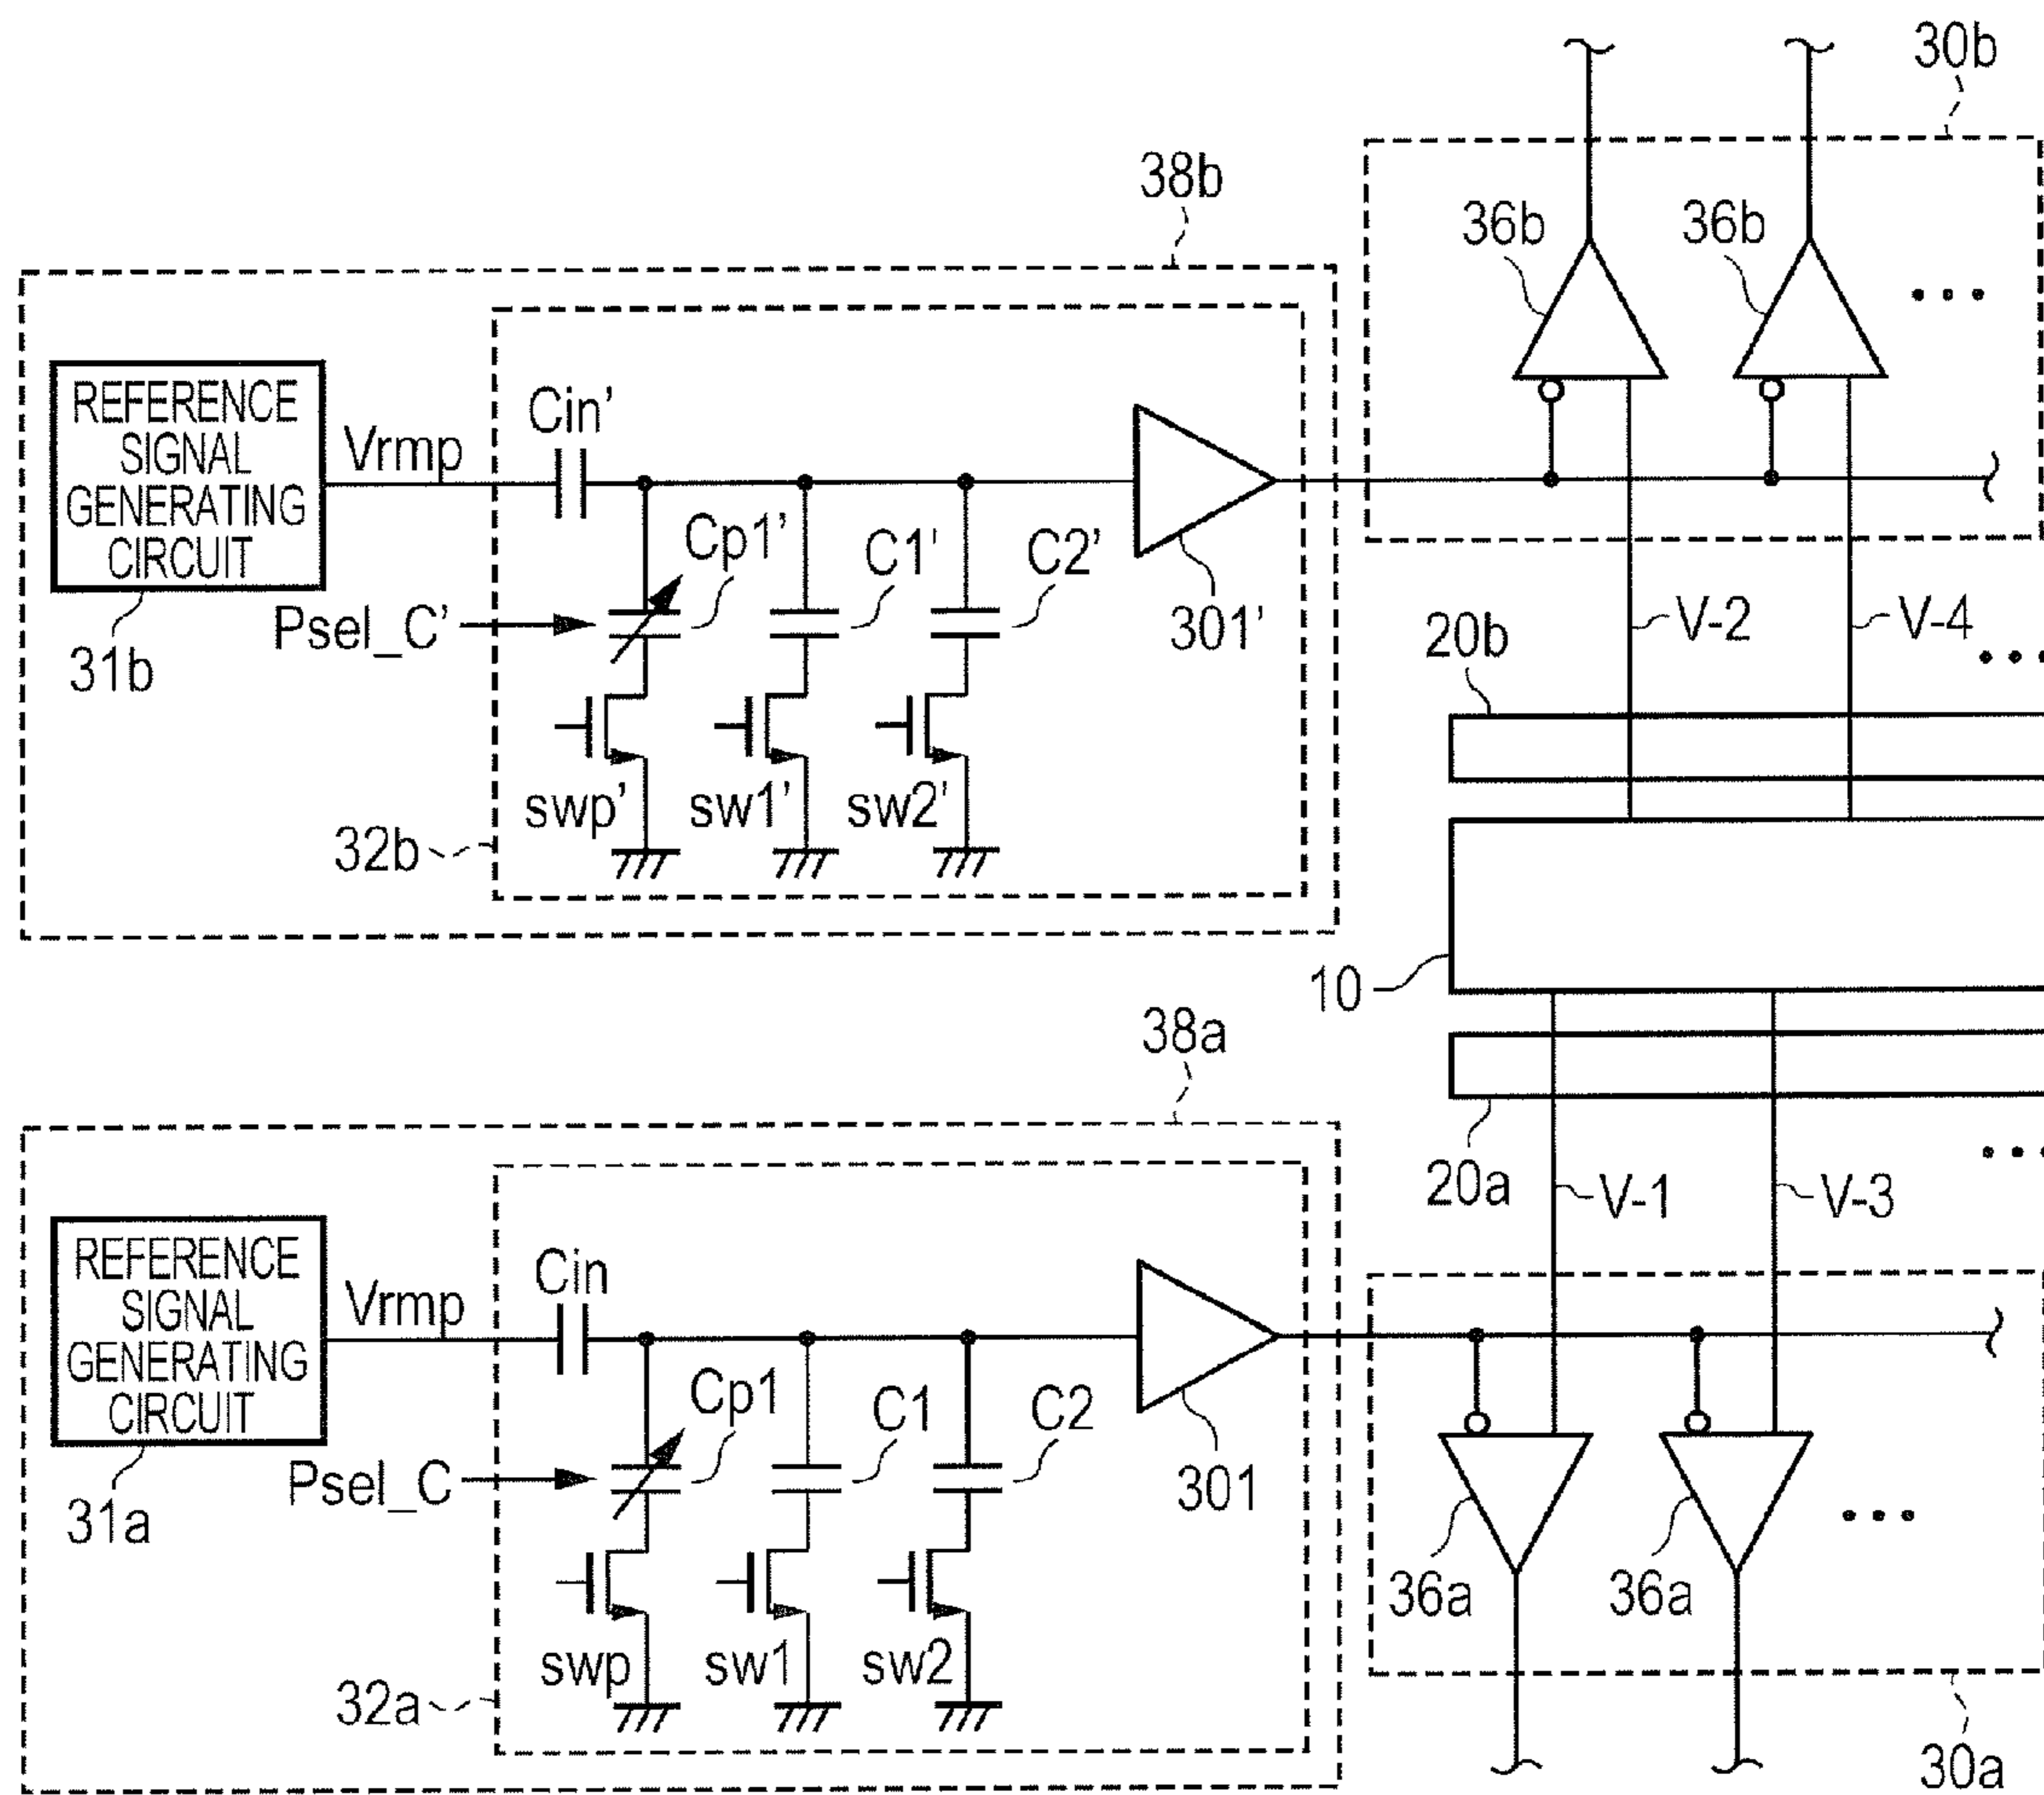 30b
38b
36b
36b
REFERENCE
SIGNAL
GENERATING
CIRCUIT
Vrmp
Cin’
Cp1’
C1’
C2’
301’
Psel_C’
31b
V-2
V-4
20b
swp’
sw1’
sw2’
32b
10
38a
20a
V-1
V-3
REFERENCE
SIGNAL
GENERATING
CIRCUIT
Vrmp
Cin
Cp1
C1
C2
301
Psel_C
31a
36a
36a
swp
sw1
sw2
32a
30a